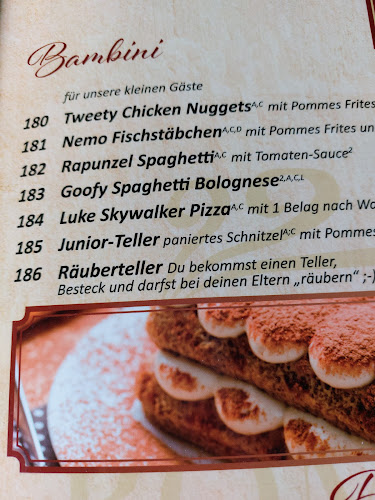 Bambini
für unsere kleinen Gäste
180 Tweety Chicken Nuggets A,C mit Pommes Frites
181 Nemo Fischstäbchen A,C,D mit Pommes Frites un
182 Rapunzel Spaghetti A,C mit Tomaten-Sauce 2
183 Goofy Spaghetti Bolognese 2,A,C,L
184 Luke Skywalker Pizza A,C mit 1 Belag nach Wa
185 Junior-Teller paniertes Schnitzel A;C mit Pommes
186 Räuberteller Du bekommst einen Teller,
Besteck und darfst bei deinen Eltern „räubern“ ;-)